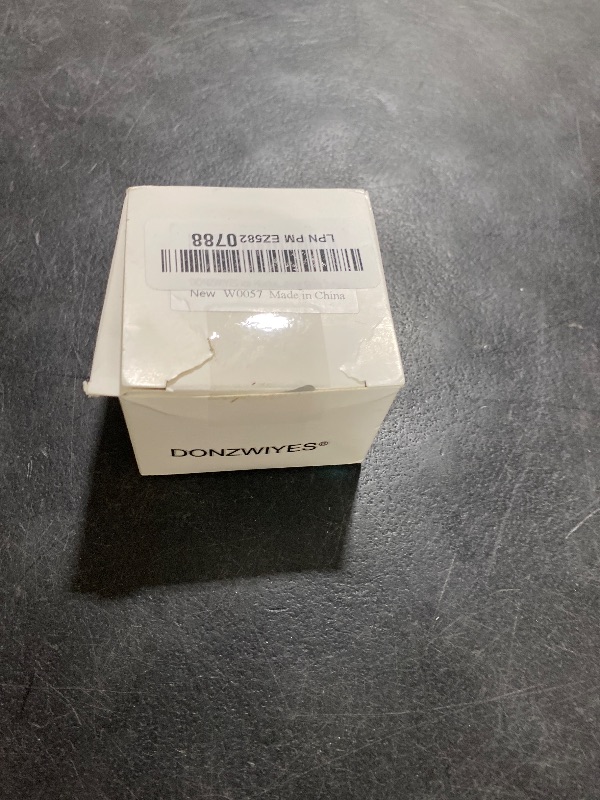 LPN PM EZ5820788
New W0057 Made in China
DONZWIYES®